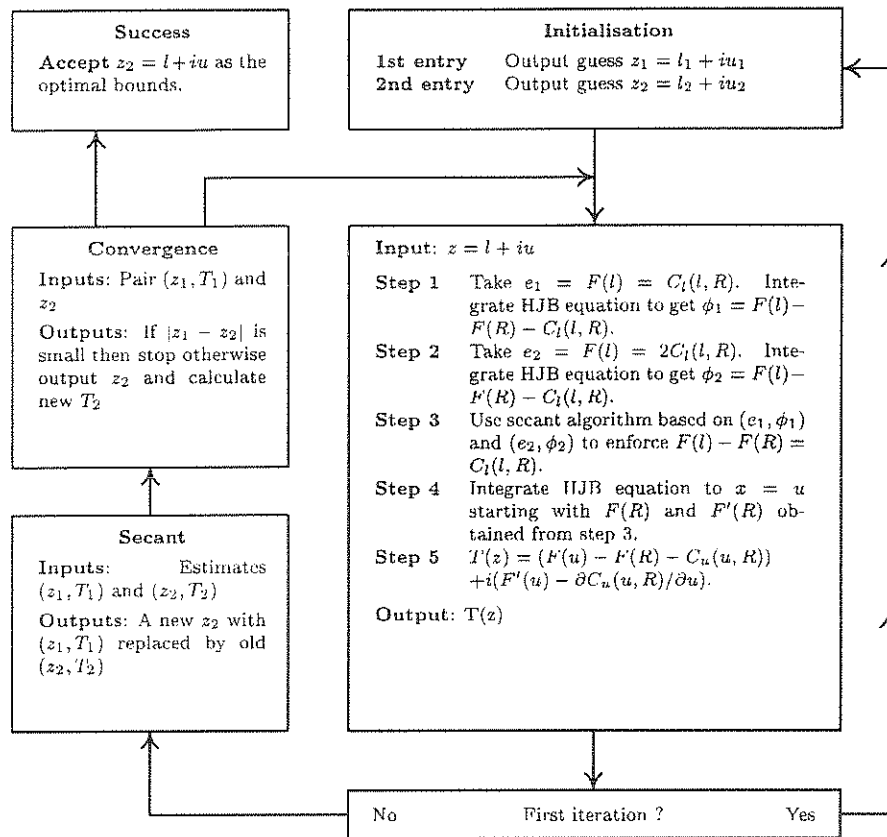 Success
Accept z₂ = l + iu as the
optimal bounds.
Initialisation
1st entry Output guess z₁ = l₁ + iu₁
2nd entry Output guess z₂ = l₂ + iu₂
Convergence
Inputs: Pair (z₁, T₁) and
z₂
Outputs: If |z₁ − z₂| is
small then stop otherwise
output z₂ and calculate
new T₂
Secant
Inputs: Estimates
(z₁, T₁) and (z₂, T₂)
Outputs: A new z₂ with
(z₁, T₁) replaced by old
(z₂, T₂)
Input: z = l + iu
Step 1 Take e₁ = F(l) = Cₗ(l, R). Inte-
grate HJB equation to get ϕ₁ = F(l)−
F(R) − Cₗ(l, R).
Step 2 Take e₂ = F(l) = 2Cₗ(l, R). Inte-
grate HJB equation to get ϕ₂ = F(l)−
F(R) − Cₗ(l, R).
Step 3 Use secant algorithm based on (e₁, ϕ₁)
and (e₂, ϕ₂) to enforce F(l) − F(R) =
Cₗ(l, R).
Step 4 Integrate HJB equation to x = u
starting with F(R) and F′(R) ob-
tained from step 3.
Step 5 T(z) = (F(u) − F(R) − Cᵤ(u, R))
+i(F′(u) − ∂Cᵤ(u, R)/∂u).
Output: T(z)
No First iteration ? Yes